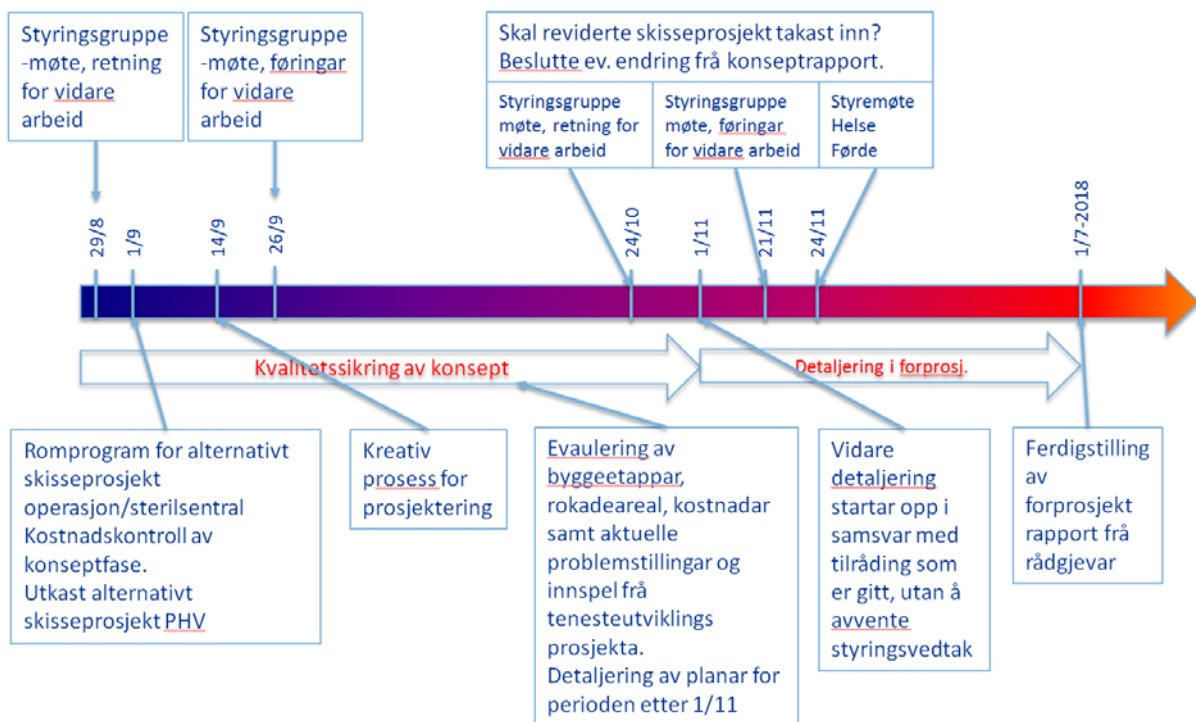 Styringsgruppe
-møte, retning
for vidare
arbeid
Styringsgruppe
-møte, føringar
for vidare
arbeid
Skal reviderte skisseprosjekt takast inn?
Beslutte ev. endring frå konseptrapport.
Styringsgruppe
møte, retning for
vidare arbeid
Styringsgruppe
møte, føringar
for vidare arbeid
Styremøte
Helse
Førde
29/8
1/9
14/9
26/9
24/10
1/11
21/11
24/11
1/7-2018
Kvalitetssikring av konsept
Detaljering i forprosj.
Romprogram for alternativt
skisseprosjekt
operasjon/sterilsentral
Kostnadskontroll av
konseptfase.
Utkast alternativt
skisseprosjekt PHV
Kreativ
prosess for
prosjektering
Evaulering av
byggeetappar,
rokadeareal, kostnadar
samt aktuelle
problemstillingar og
innspel frå
tenesteutviklings
prosjekta.
Detaljering av planar for
perioden etter 1/11
Vidare
detaljering
startar opp i
samsvar med
tilråding som
er gitt, utan å
avvente
styringsvedtak
Ferdigstilling
av
forprosjekt
rapport frå
rådgjevar